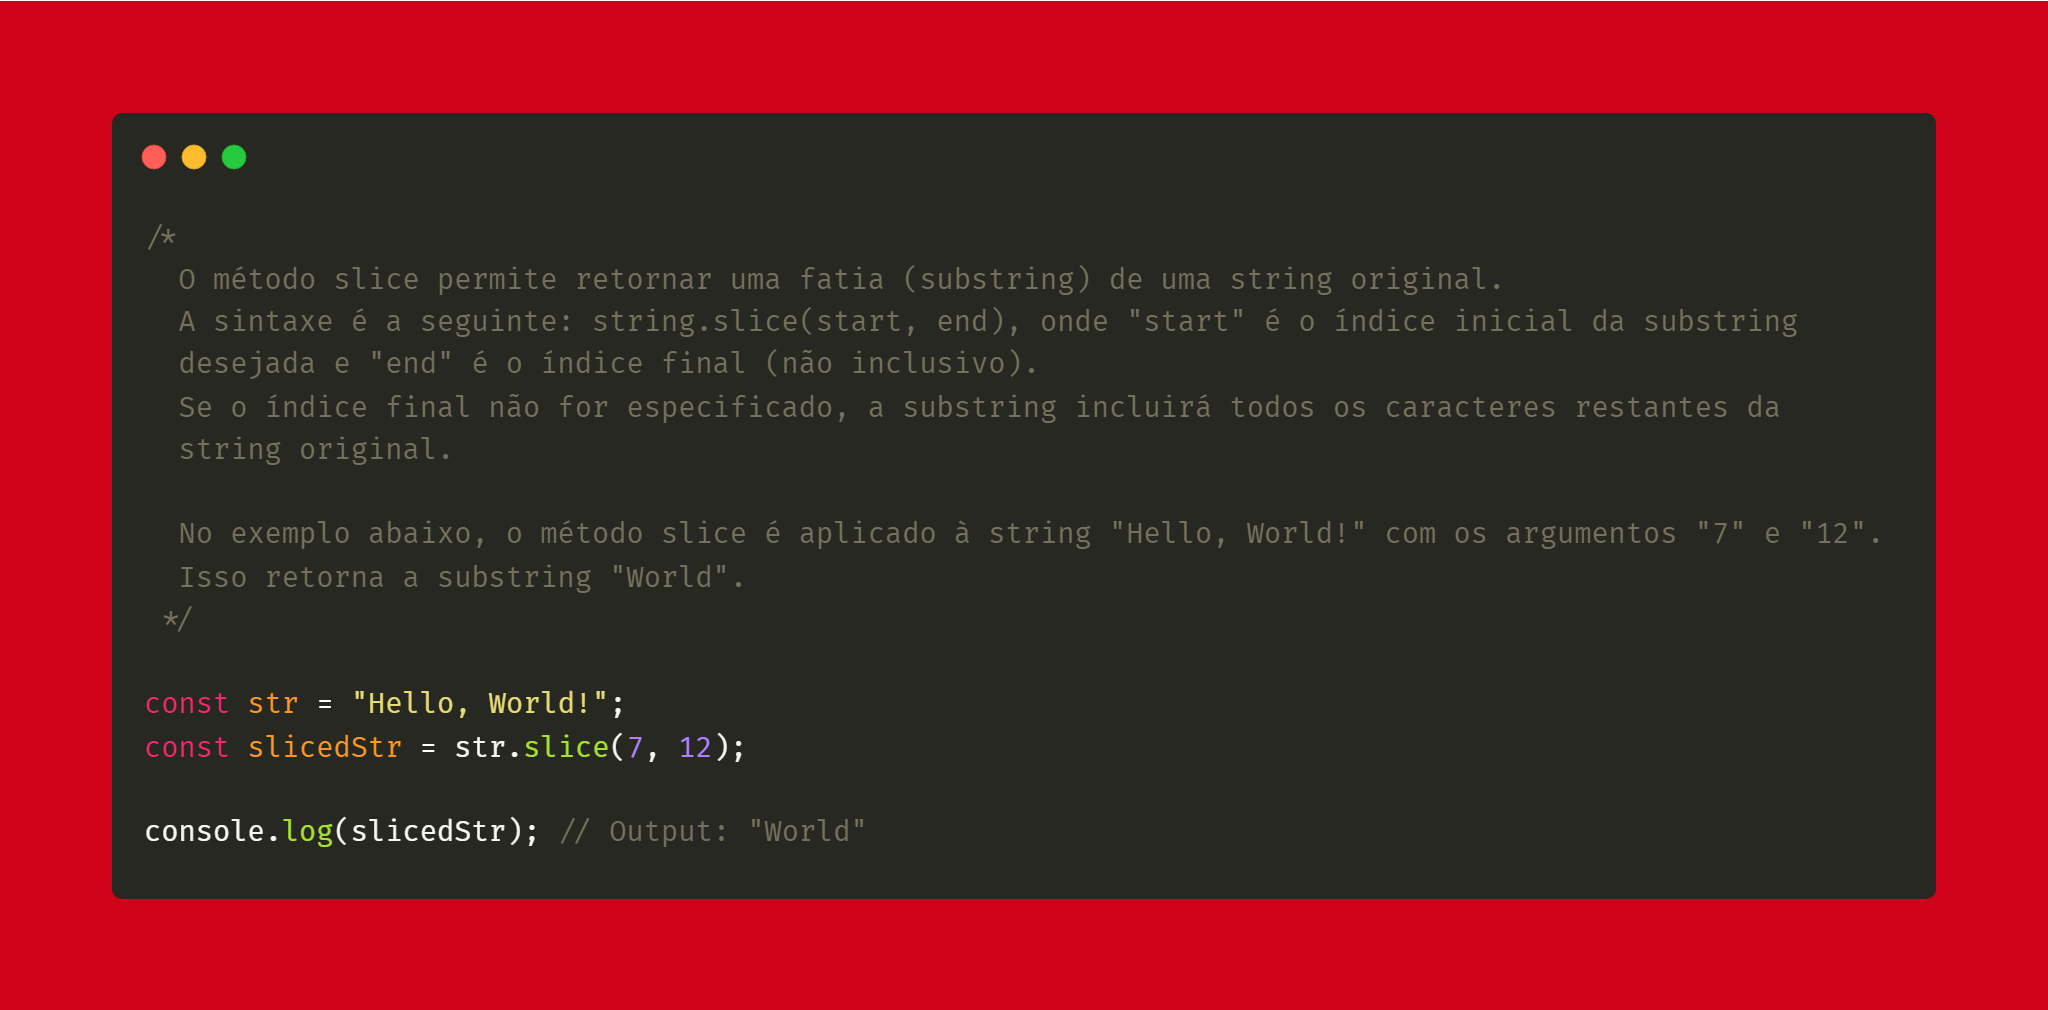 /*
O método slice permite retornar uma fatia (substring) de uma string original.
A sintaxe é a seguinte: string.slice(start, end), onde "start" é o índice inicial da substring
desejada e "end" é o índice final (não inclusivo).
Se o índice final não for especificado, a substring incluirá todos os caracteres restantes da
string original.
No exemplo abaixo, o método slice é aplicado à string "Hello, World!" com os argumentos "7" e "12".
Isso retorna a substring "World".
*/
const str = "Hello, World!";
const slicedStr = str.slice(7, 12);
console.log(slicedStr); // Output: "World"